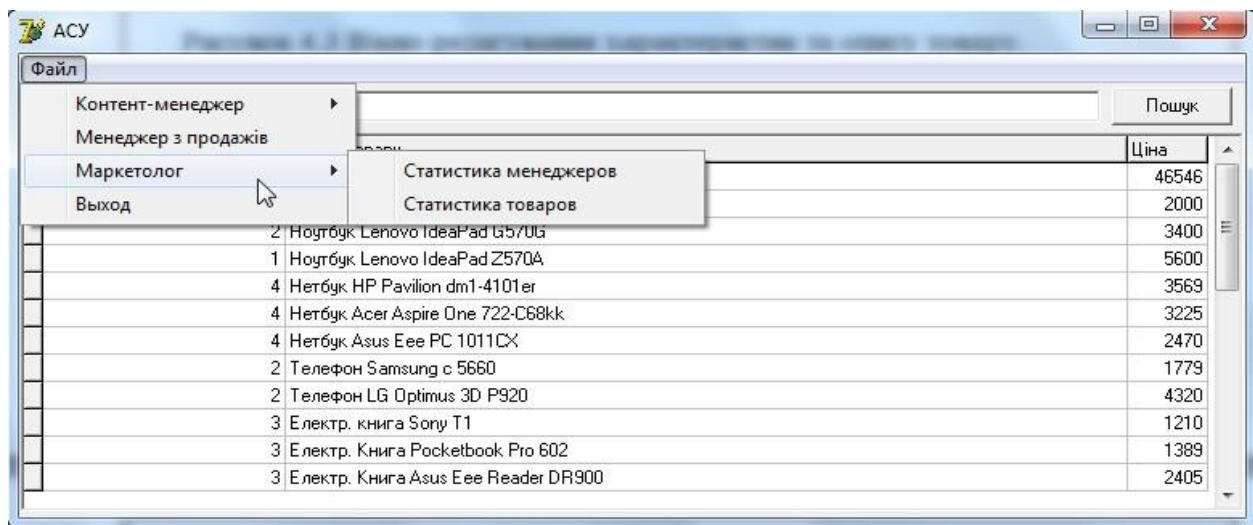 АСУ
Файл
Контент-менеджер
Пошук
Менеджер з продажів
Ціна
Маркетолог
Статистика менеджеров
46546
Выход
Статистика товаров
2000
2 Ноутбук Lenovo IdeaPad G570G 3400
1 Ноутбук Lenovo IdeaPad Z570A 5600
4 Нетбук HP Pavilion dm1-4101er 3569
4 Нетбук Acer Aspire One 722-C68kk 3225
4 Нетбук Asus Eee PC 1011CX 2470
2 Телефон Samsung c 5660 1779
2 Телефон LG Optimus 3D P920 4320
3 Електр. книга Sony T1 1210
3 Електр. Книга Pocketbook Pro 602 1389
3 Електр. Книга Asus Eee Reader DR900 2405